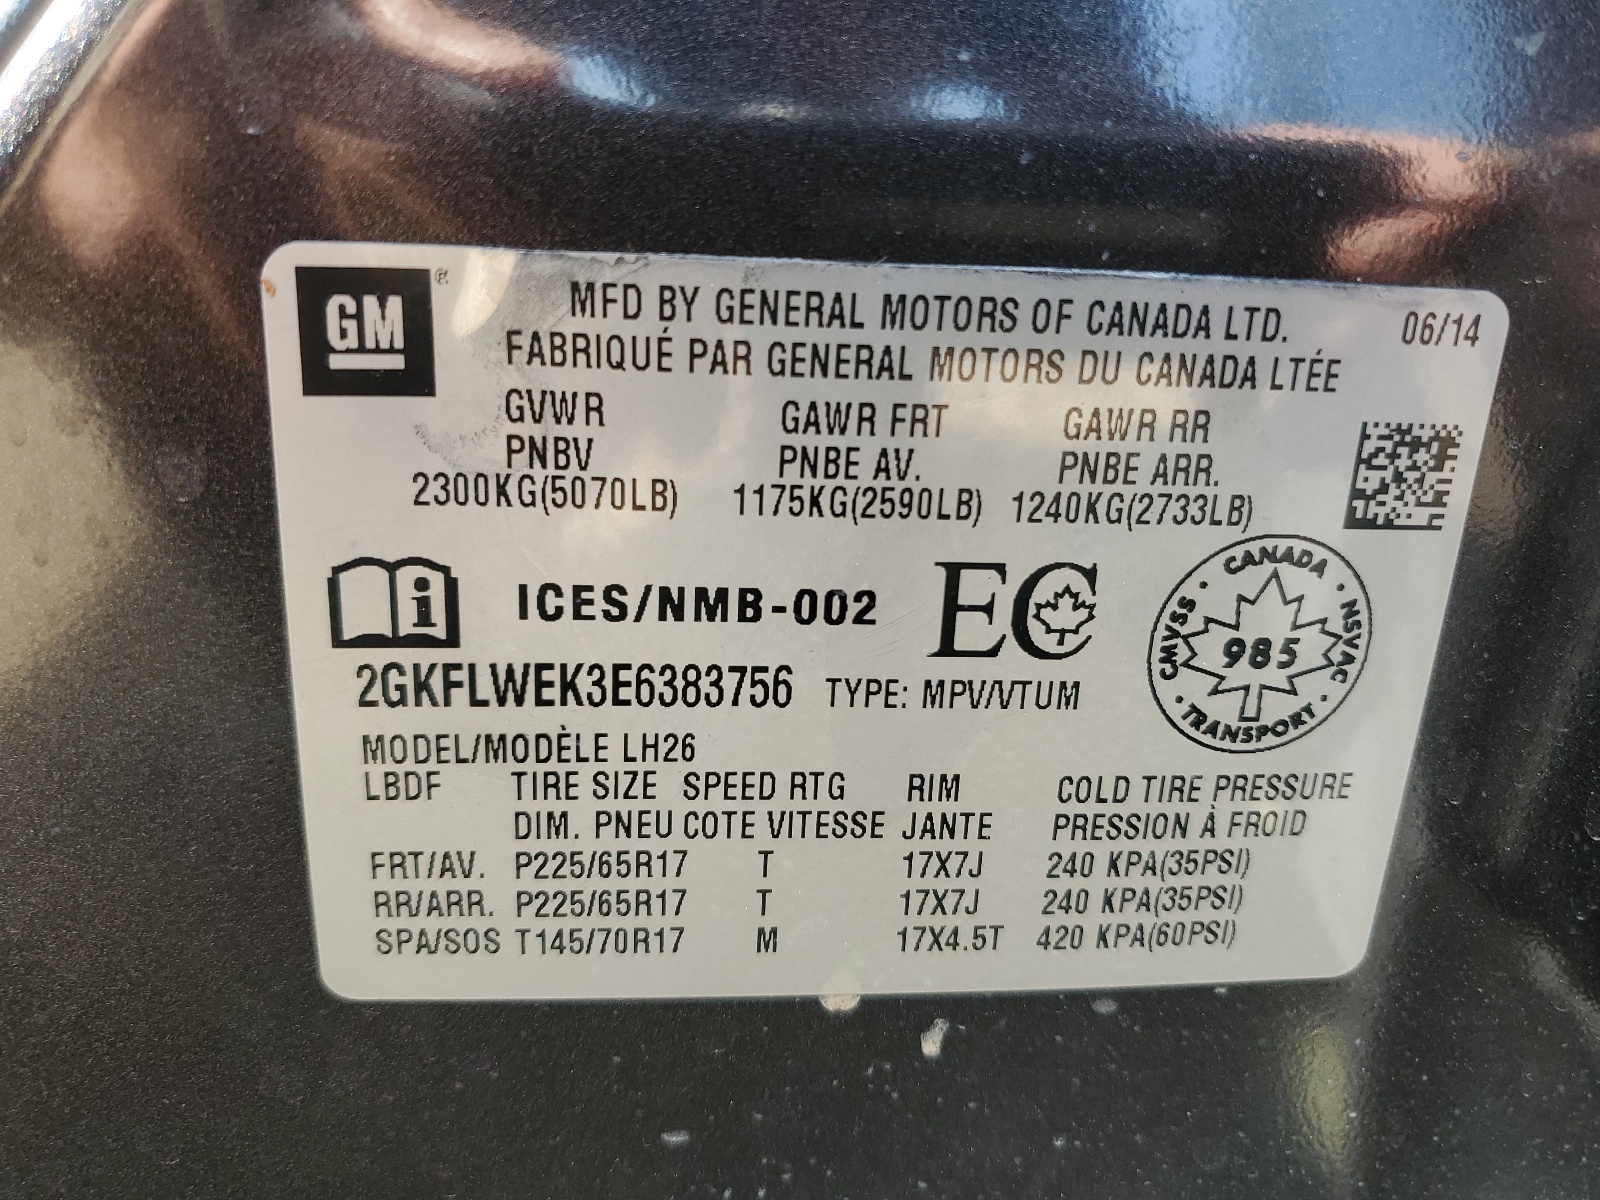 GM ®
MFD BY GENERAL MOTORS OF CANADA LTD. 06/14
FABRIQUÉ PAR GENERAL MOTORS DU CANADA LTÉE
GVWR GAWR FRT GAWR RR
PNBV PNBE AV. PNBE ARR.
2300KG(5070LB) 1175KG(2590LB) 1240KG(2733LB)
i ICES/NMB-002 EC
CANADA
CMVSS 985 NSVAC
TRANSPORT
2GKFLWEK3E6383756 TYPE: MPV/VTUM
MODEL/MODÈLE LH26
LBDF TIRE SIZE SPEED RTG RIM COLD TIRE PRESSURE
DIM. PNEU COTE VITESSE JANTE PRESSION À FROID
FRT/AV. P225/65R17 T 17X7J 240 KPA(35PSI)
RR/ARR. P225/65R17 T 17X7J 240 KPA(35PSI)
SPA/SOS T145/70R17 M 17X4.5T 420 KPA(60PSI)